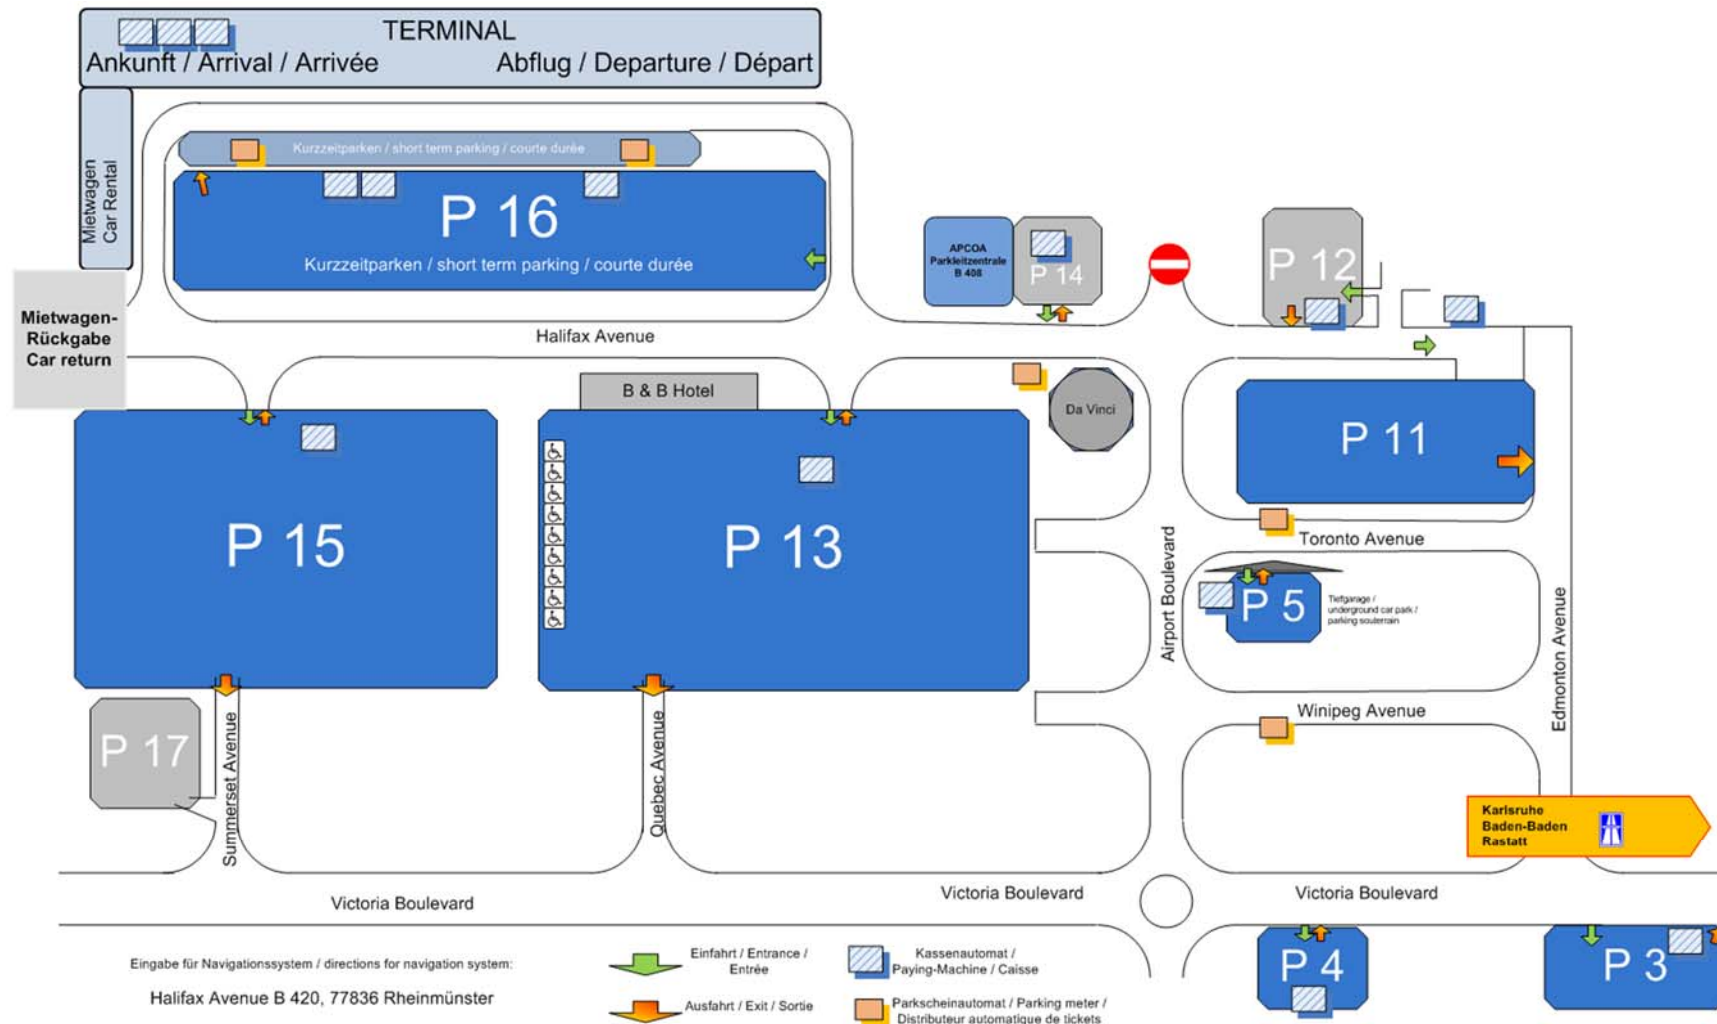 TERMINAL
Ankunft / Arrival / Arrivée
Abflug / Departure / Départ
Mietwagen
Car Rental
Kurzzeitparken / short term parking / courte durée
P 16
Kurzzeitparken / short term parking / courte durée
APCOA
Parkleitzentrale
B 408
P 14
P 12
Mietwagen-
Rückgabe
Car return
Halifax Avenue
B & B Hotel
Da Vinci
P 11
P 15
P 13
Toronto Avenue
Airport Boulevard
P 5
Tiefgarage /
underground car park /
parking souterrain
Edmonton Avenue
Winipeg Avenue
P 17
Summerset Avenue
Quebec Avenue
Karlsruhe
Baden-Baden
Rastatt
Victoria Boulevard
Victoria Boulevard
Victoria Boulevard
P 4
P 3
Eingabe für Navigationssystem / directions for navigation system:
Halifax Avenue B 420, 77836 Rheinmünster
Einfahrt / Entrance /
Entrée
Ausfahrt / Exit / Sortie
Kassenautomat /
Paying-Machine / Caisse
Parkscheinautomat / Parking meter /
Distributeur automatique de tickets